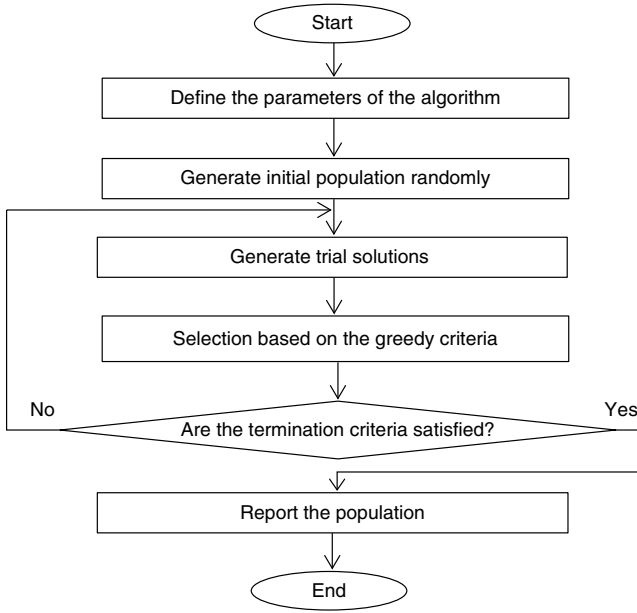 Start
Define the parameters of the algorithm
Generate initial population randomly
Generate trial solutions
Selection based on the greedy criteria
No
Yes
Are the termination criteria satisfied?
Report the population
End